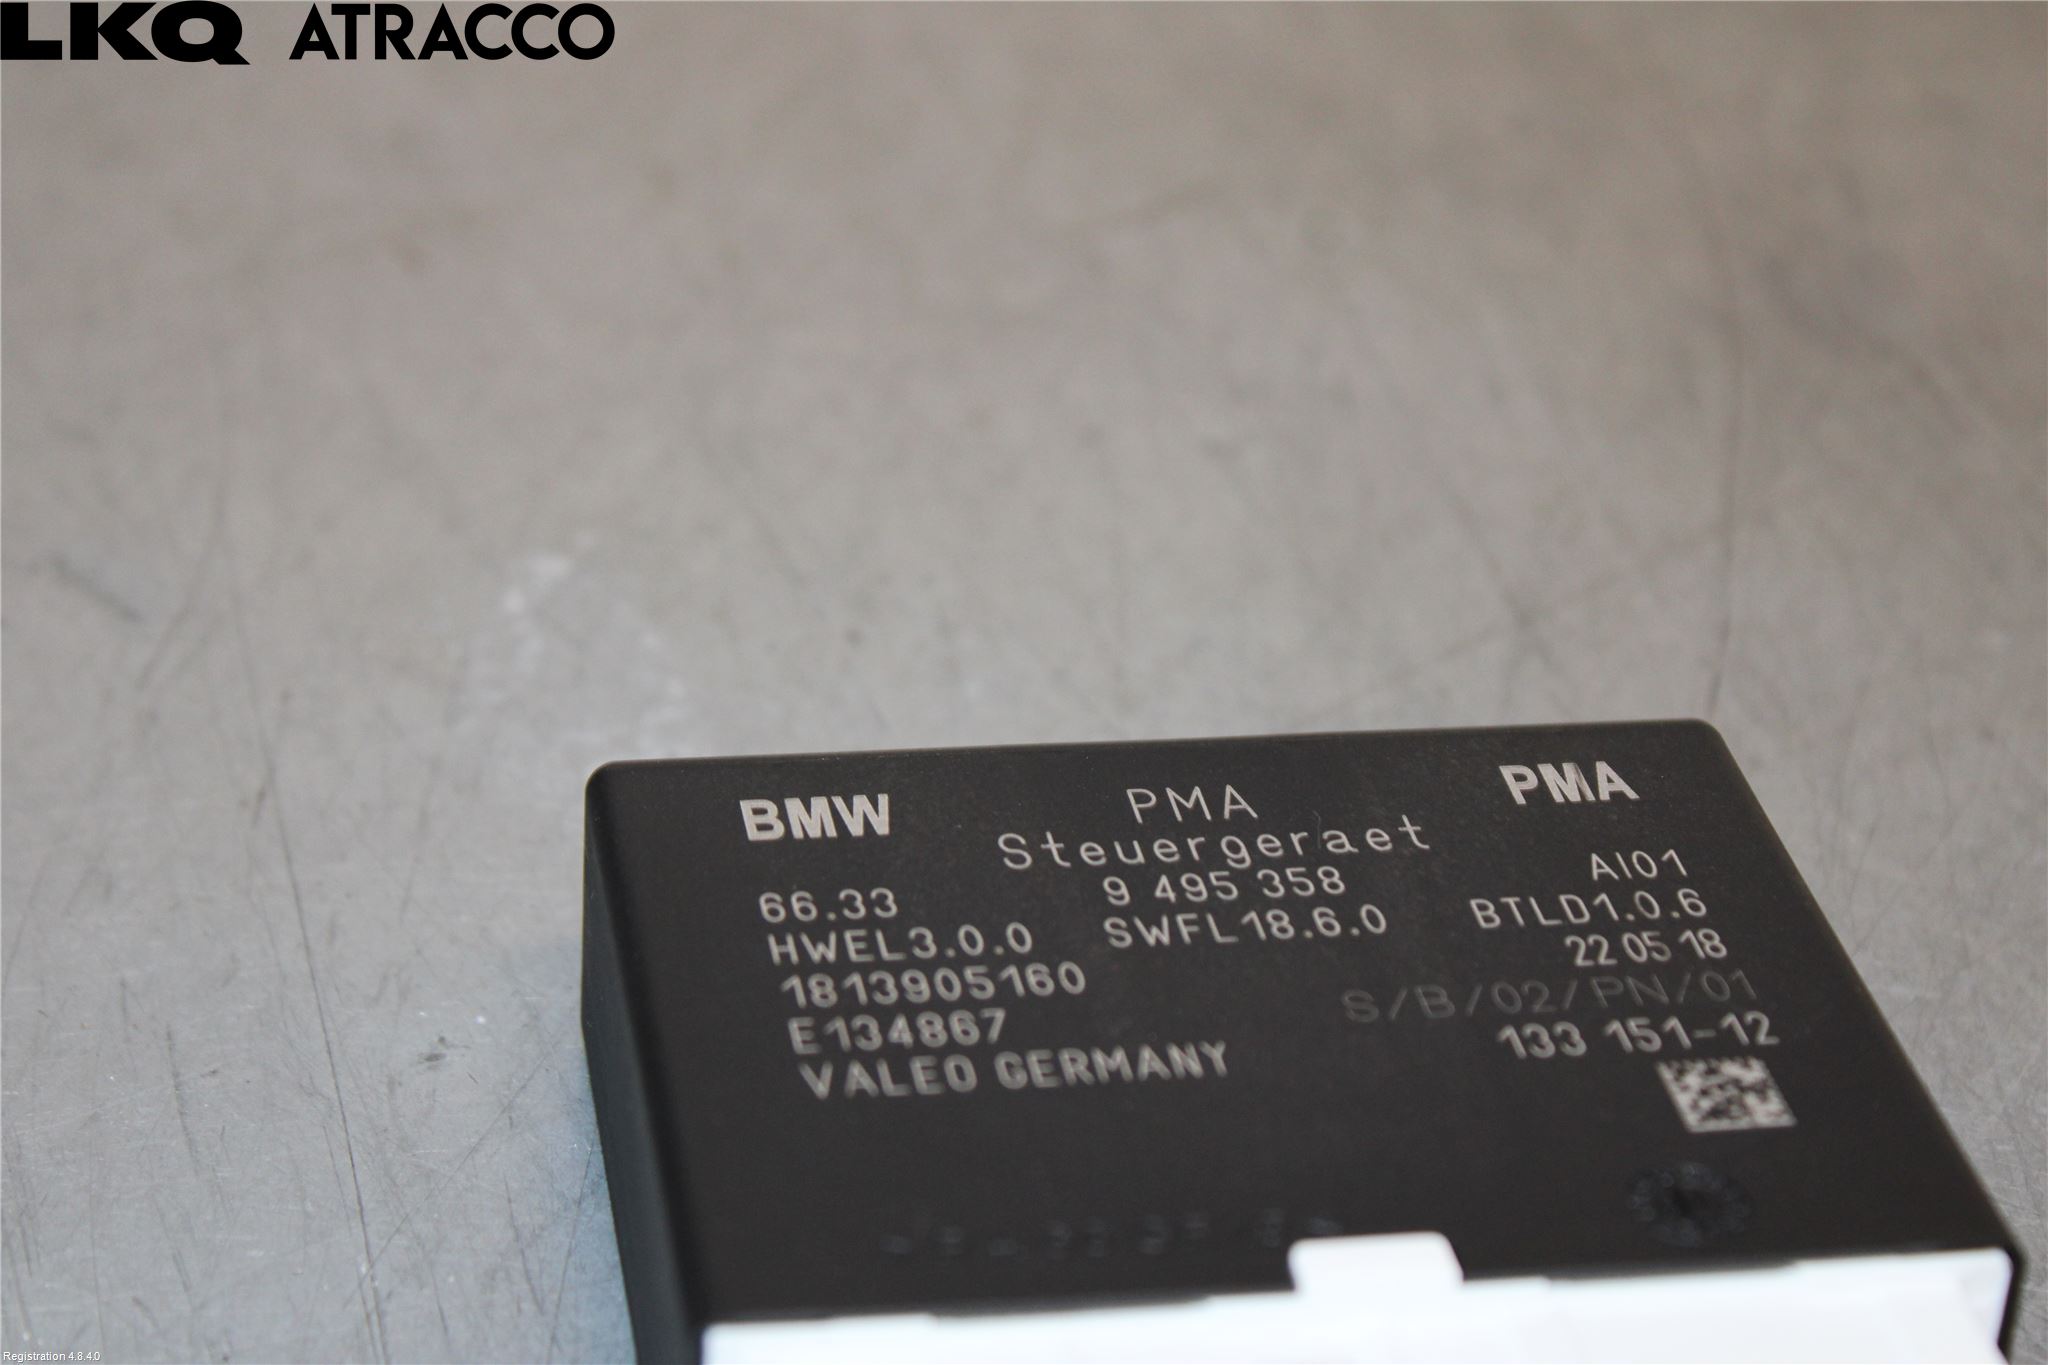 LKQ ATRACCO
BMW PMA PMA
Steuergeraet
66.33 9 495 358 AI01
HWEL3.0.0 SWFL18.6.0 BTLD1.0.6
1813905160 22 05 18
E134867 S/B/02/PN/01
VALEO GERMANY 133 151-12
Registration 4.8.4.0